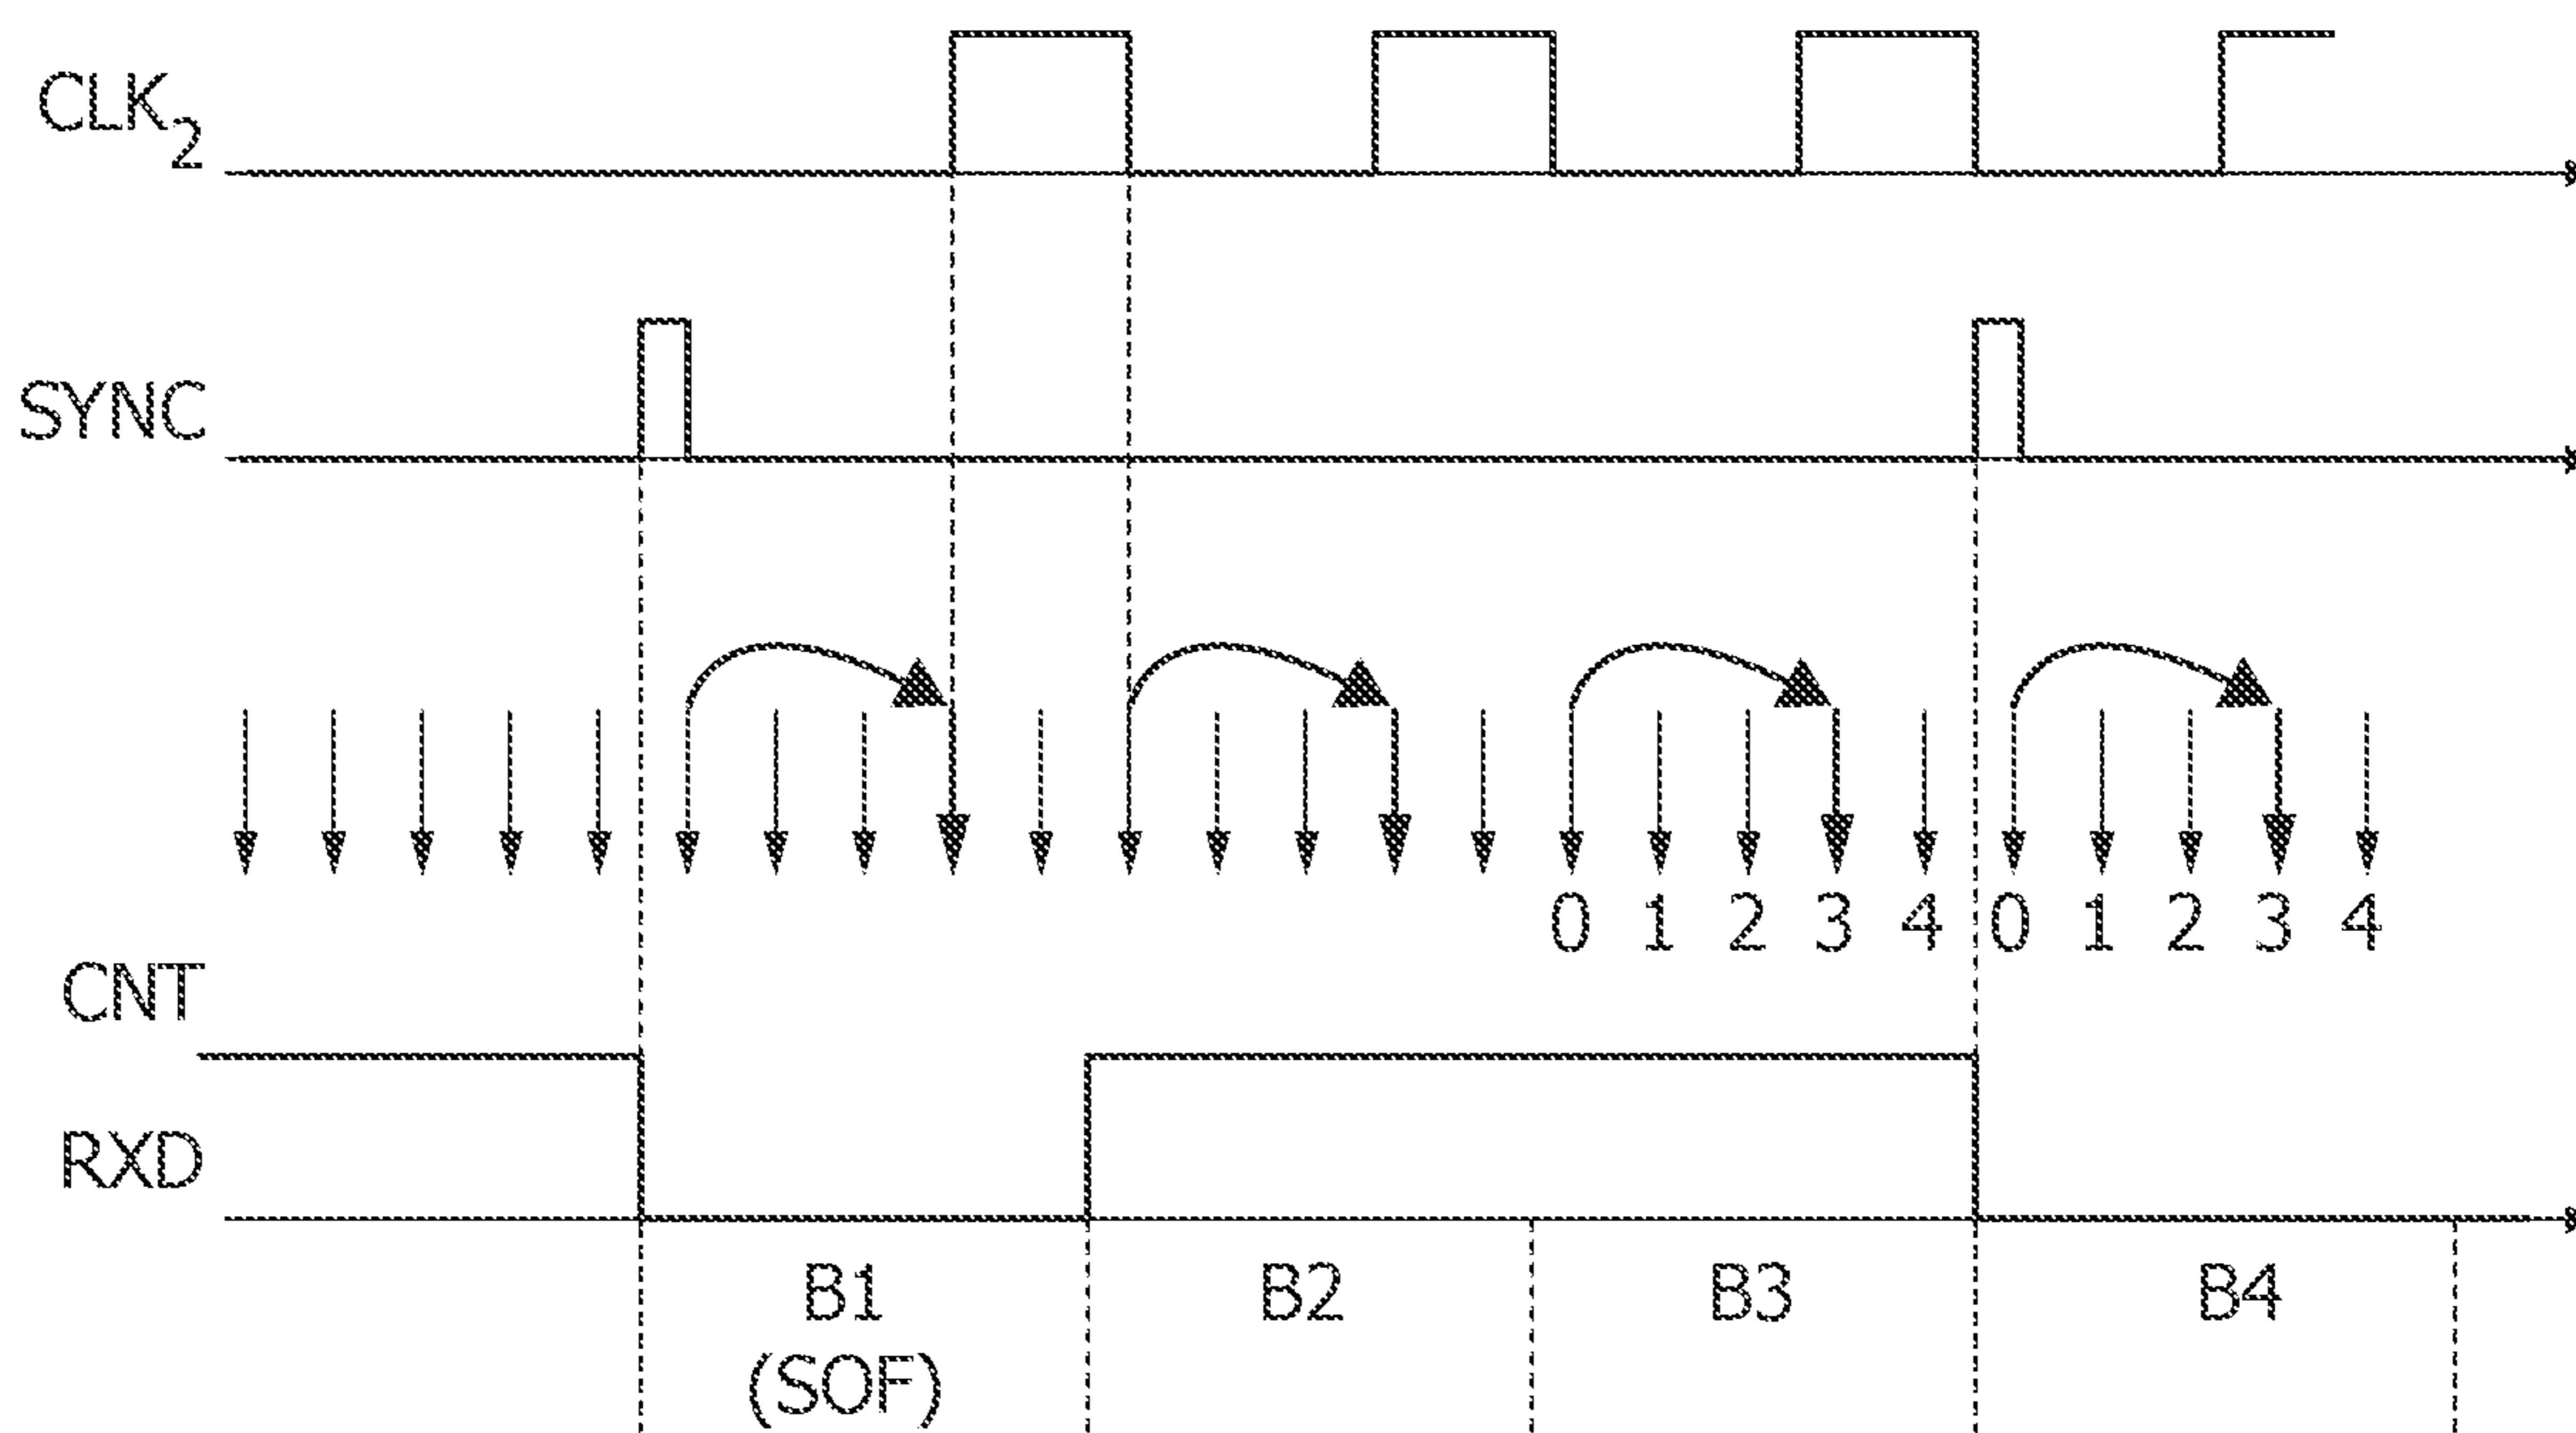 CLK2
SYNC
0 1 2 3 4 0 1 2 3 4
CNT
RXD
B1 B2 B3 B4
(SOF)